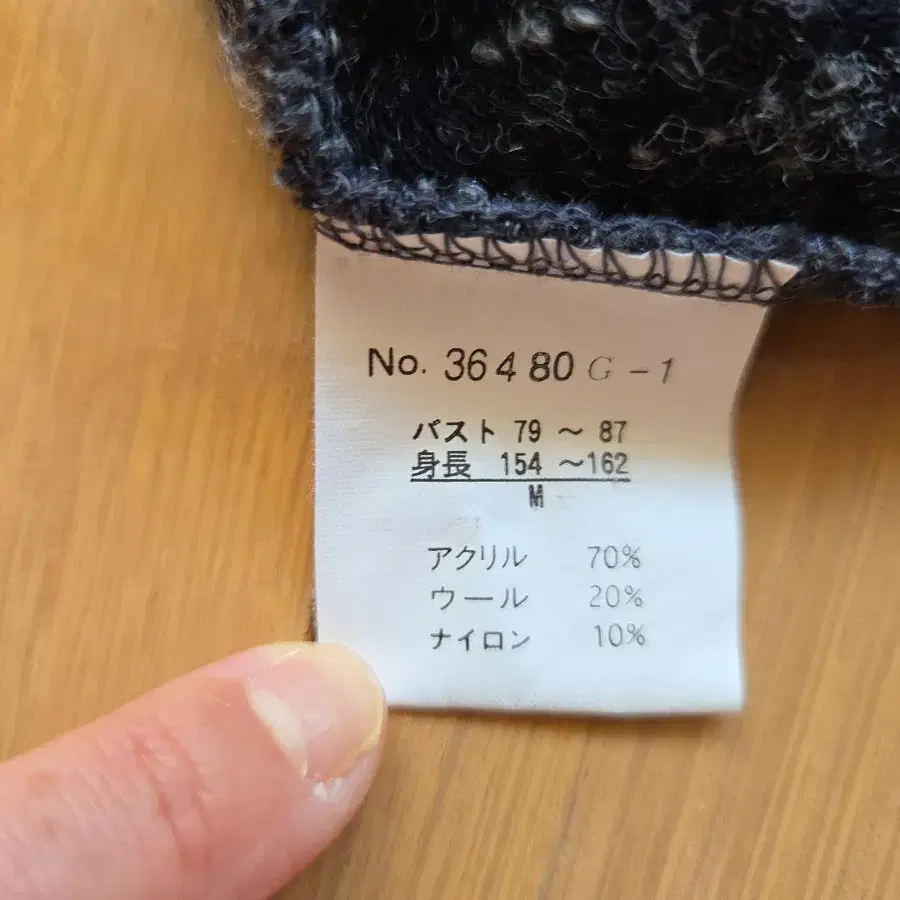 No. 36480 G-1
バスト 79 ～ 87
身長 154 ～162
M
アクリル 70%
ウール 20%
ナイロン 10%